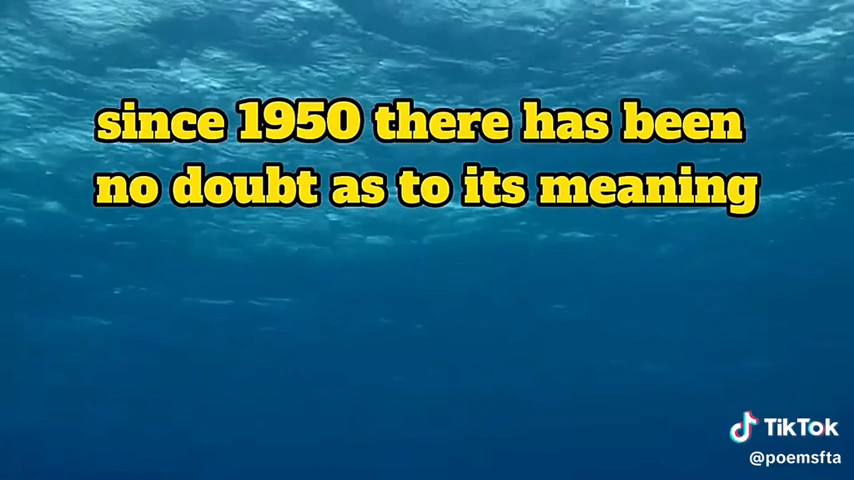 since 1950 there has been
no doubt as to its meaning
TikTok
@poemsfta